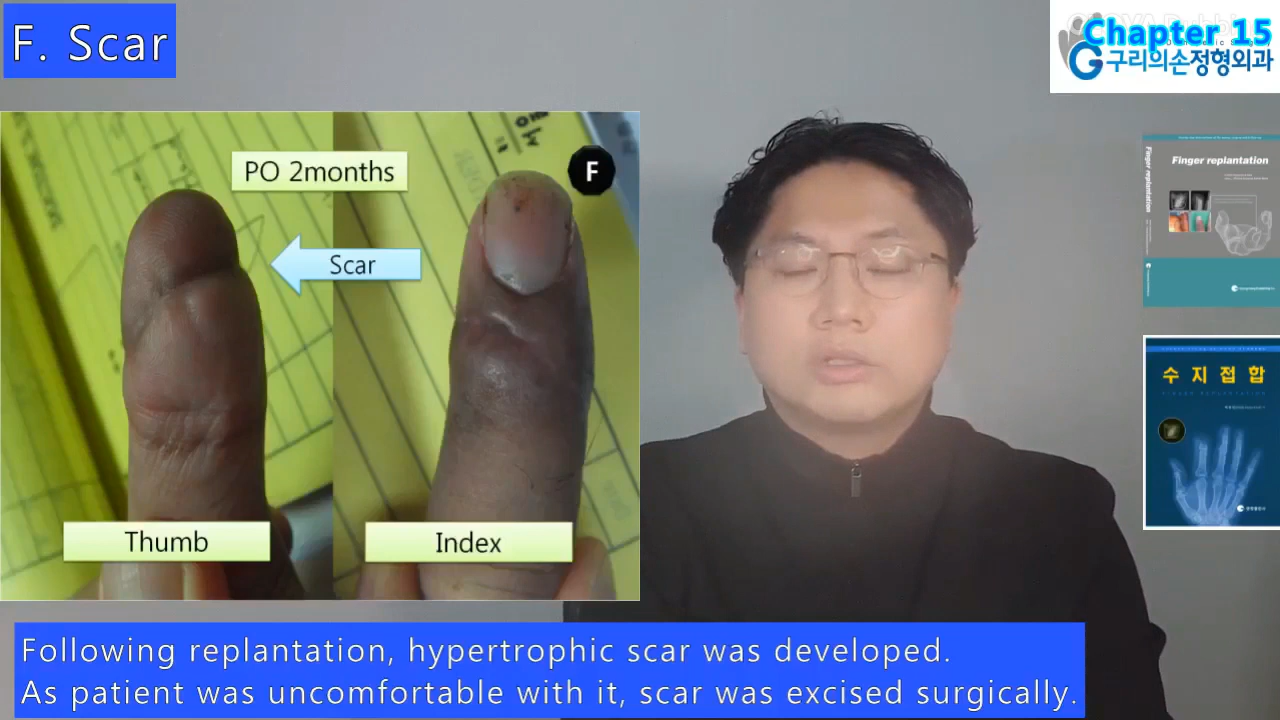 F. Scar
Chapter 15
구리의손정형외과
PO 2months
F
Scar
Thumb
Index
Finger replantation
Finger replantation
수지접합
Following replantation, hypertrophic scar was developed.
As patient was uncomfortable with it, scar was excised surgically.